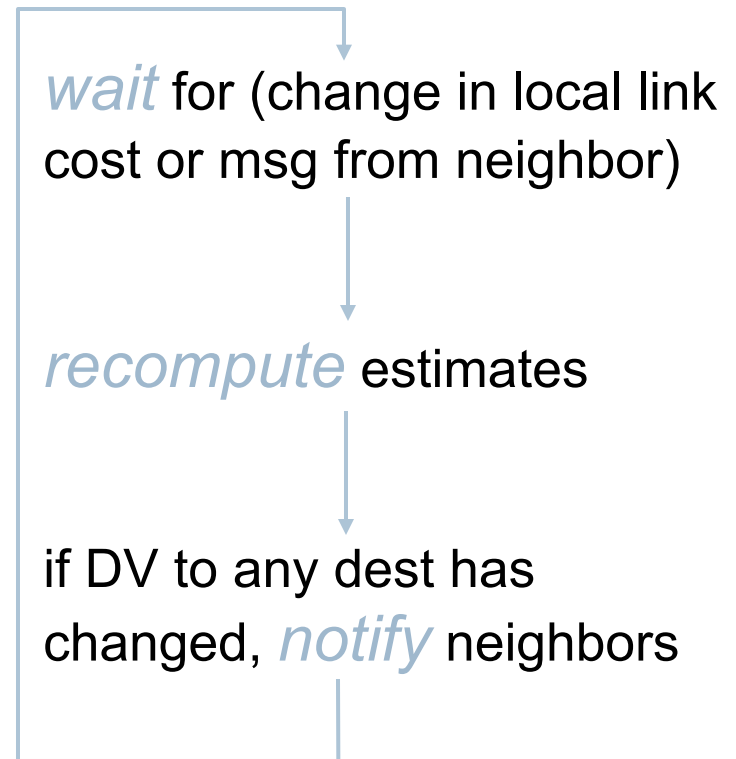 wait for (change in local link
cost or msg from neighbor)
recompute estimates
if DV to any dest has
changed, notify neighbors